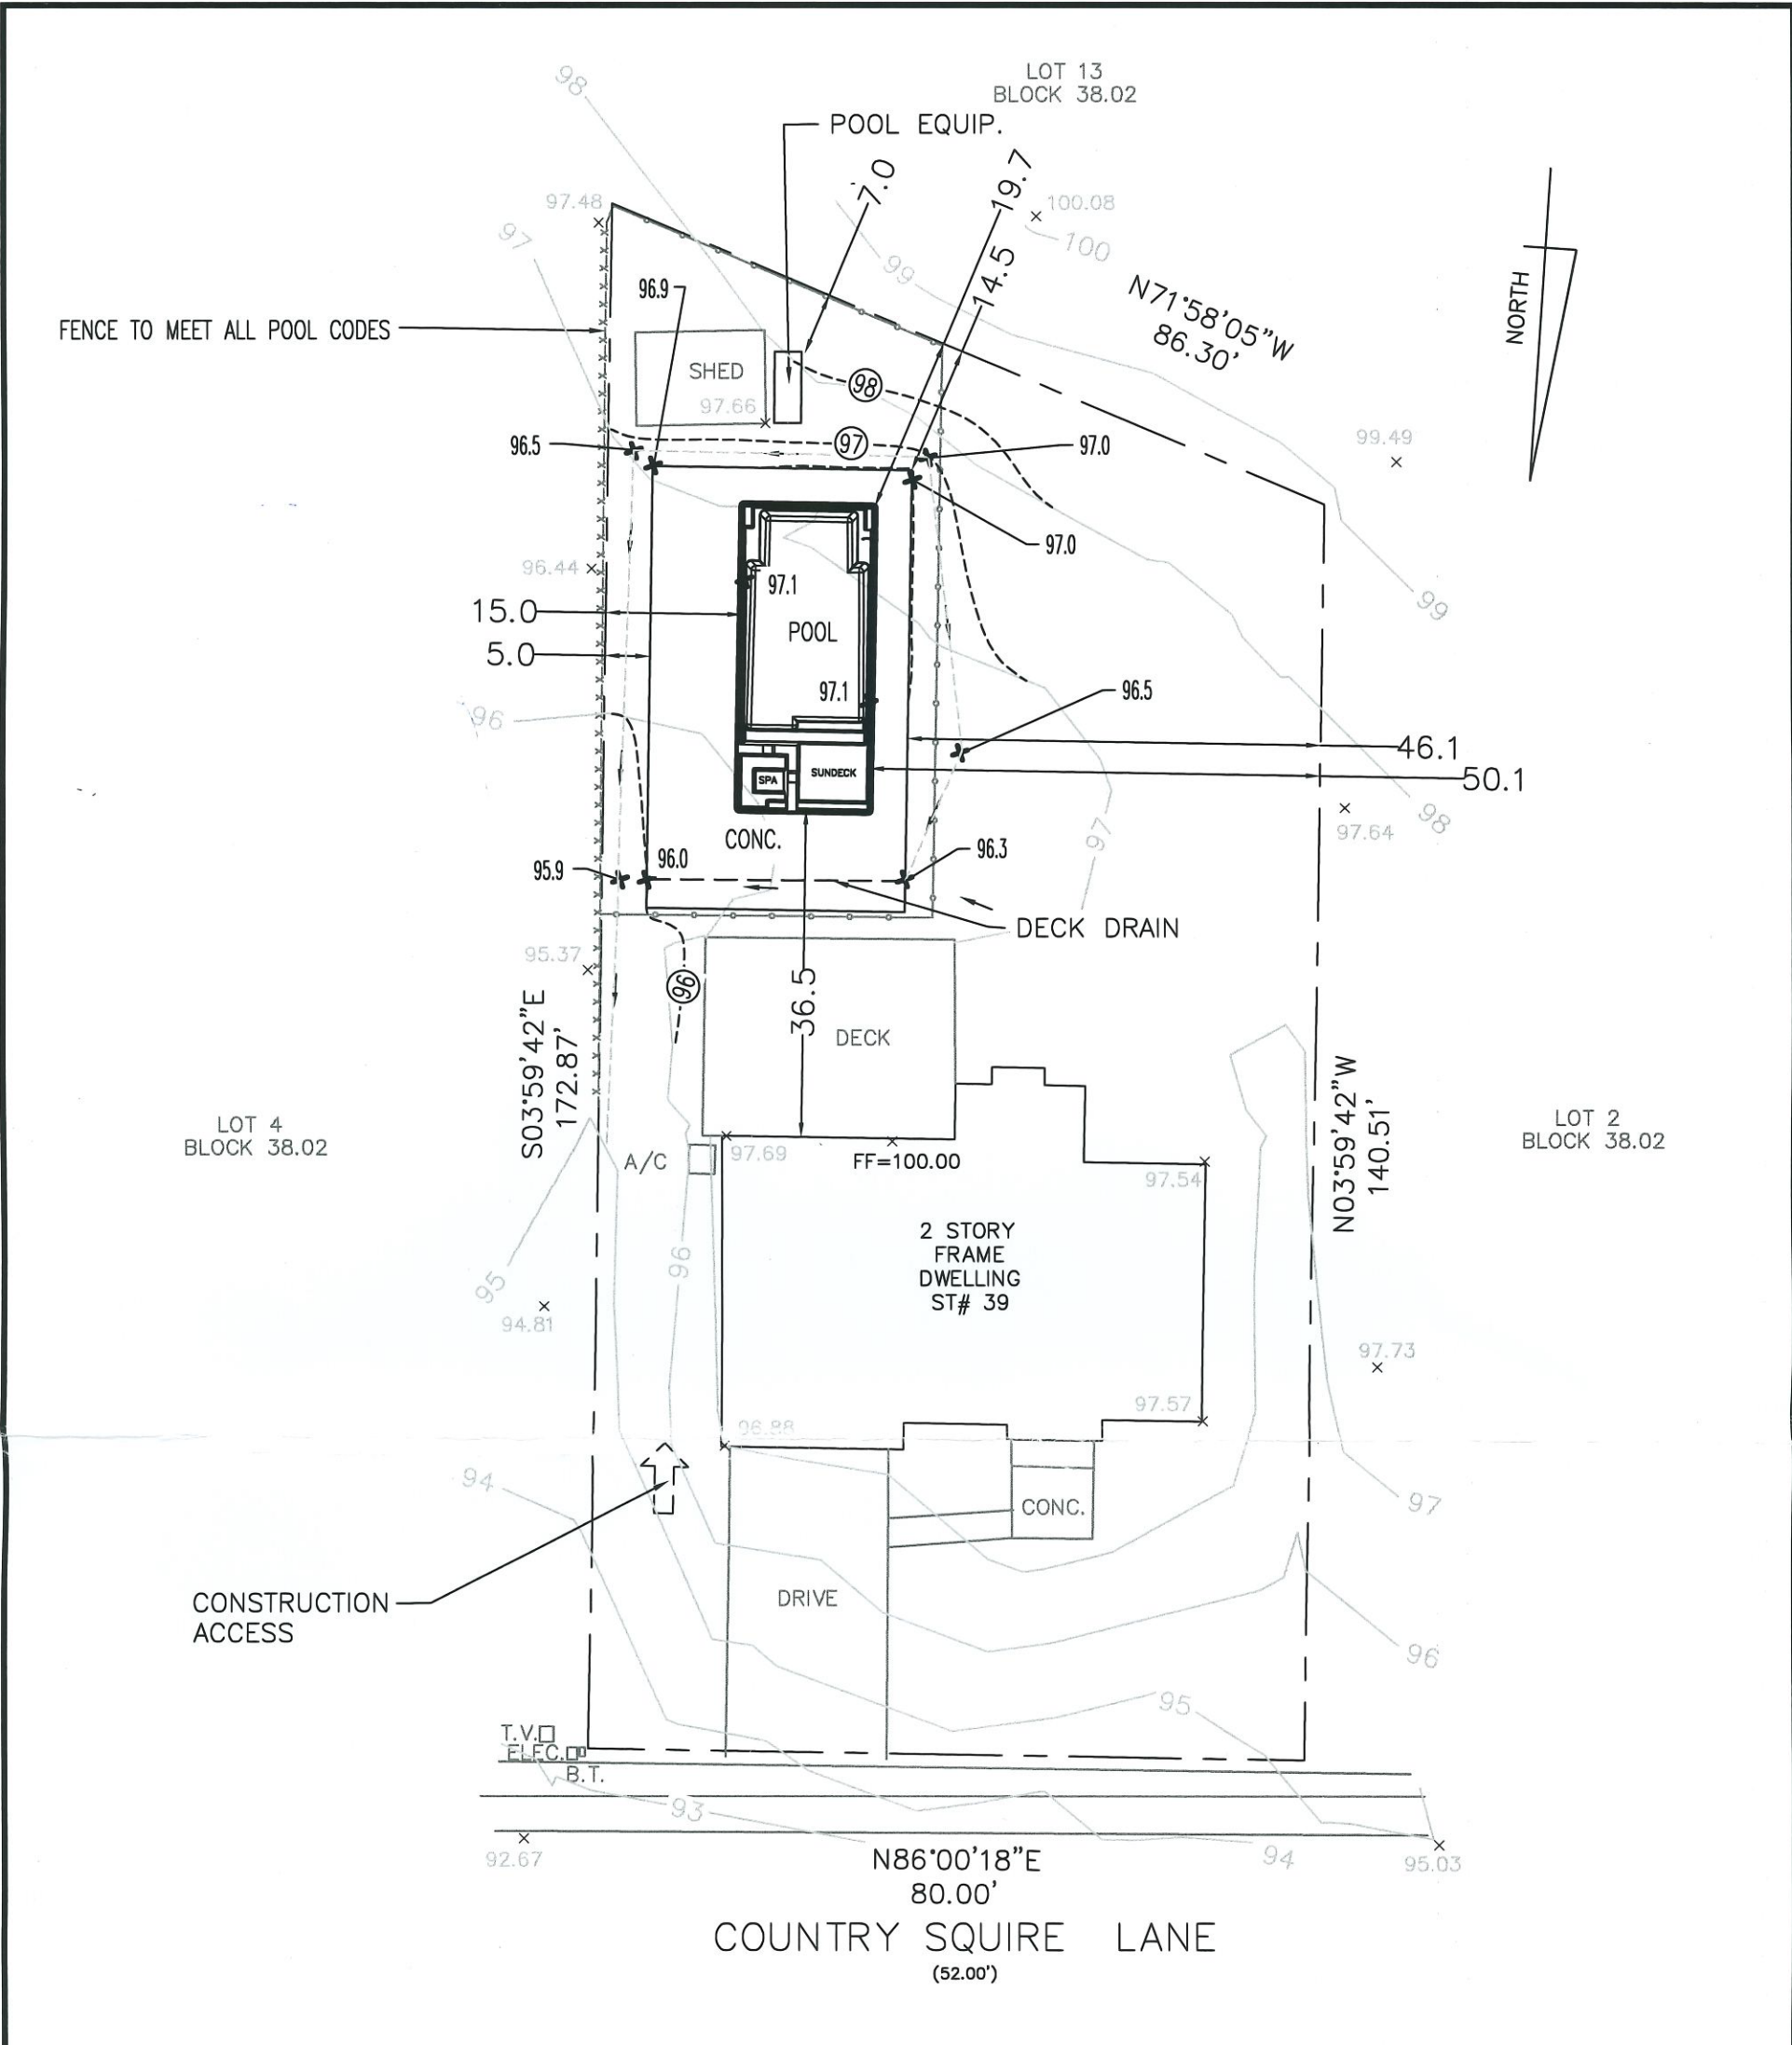 LOT 13
BLOCK 38.02
98
POOL EQUIP.
7.0
19.7
97.48
100.08
100
97
99
14.5
N71°58'05"W
86.30'
NORTH
96.9
FENCE TO MEET ALL POOL CODES
SHED
98
97.66
99.49
96.5
97
97.0
97.0
96.44
97.1
99
15.0
POOL
5.0
97.1
96.5
96
46.1
SPA
SUNDECK
50.1
98
97.64
97
CONC.
96.0
96.3
95.9
DECK DRAIN
95.37
96
36.5
DECK
S03°59'42"E
172.87'
N03°59'42"W
140.51'
LOT 4
BLOCK 38.02
LOT 2
BLOCK 38.02
A/C
97.69
FF=100.00
97.54
2 STORY
FRAME
DWELLING
ST# 39
96
95
94.81
97.73
97.57
96.88
94
97
CONC.
CONSTRUCTION
ACCESS
DRIVE
96
95
T.V.
ELEC.
B.T.
93
92.67
N86°00'18"E
80.00'
94
95.03
COUNTRY SQUIRE LANE
(52.00')